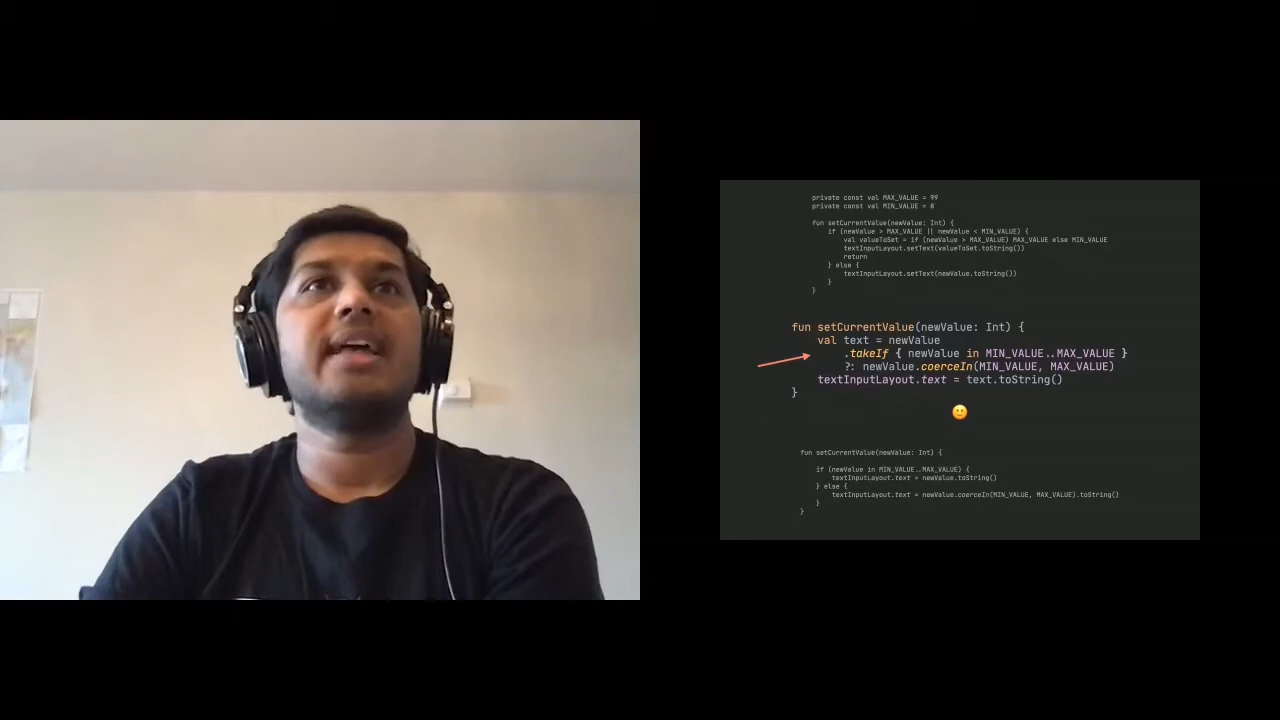 private const val MAX_VALUE = 99
private const val MIN_VALUE = 0
fun setCurrentValue(newValue: Int) {
if (newValue > MAX_VALUE || newValue < MIN_VALUE) {
val valueToSet = if (newValue > MAX_VALUE) MAX_VALUE else MIN_VALUE
textInputLayout.setText(valueToSet.toString())
return
} else {
textInputLayout.setText(newValue.toString())
}
}
fun setCurrentValue(newValue: Int) {
val text = newValue
.takeIf { newValue in MIN_VALUE..MAX_VALUE }
?: newValue.coerceIn(MIN_VALUE, MAX_VALUE)
textInputLayout.text = text.toString()
}
fun setCurrentValue(newValue: Int) {
if (newValue in MIN_VALUE..MAX_VALUE) {
textInputLayout.text = newValue.toString()
} else {
textInputLayout.text = newValue.coerceIn(MIN_VALUE, MAX_VALUE).toString()
}
}